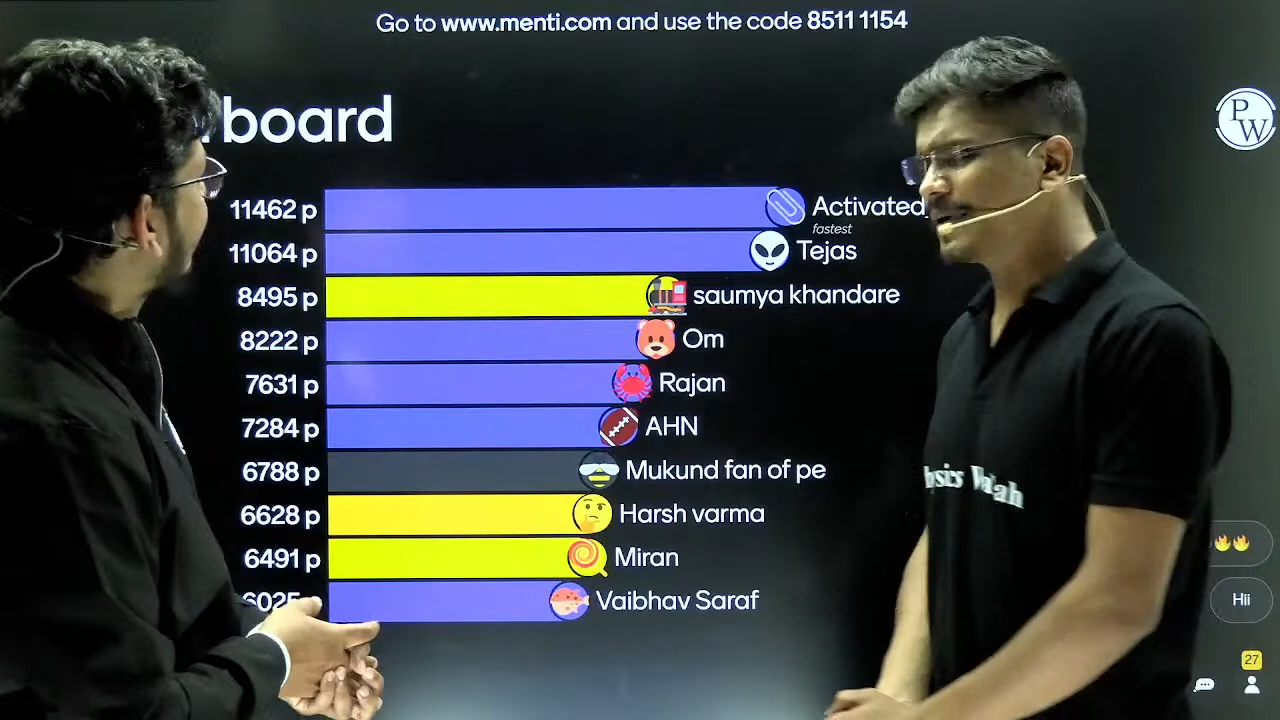 Go to www.menti.com and use the code 8511 1154
board
PW
11462 p Activated
fastest
11064 p Tejas
8495 p saumya khandare
8222 p Om
7631 p Rajan
7284 p AHN
6788 p Mukund fan of pe
6628 p Harsh varma
6491 p Miran
6025 Vaibhav Saraf
Hii
27